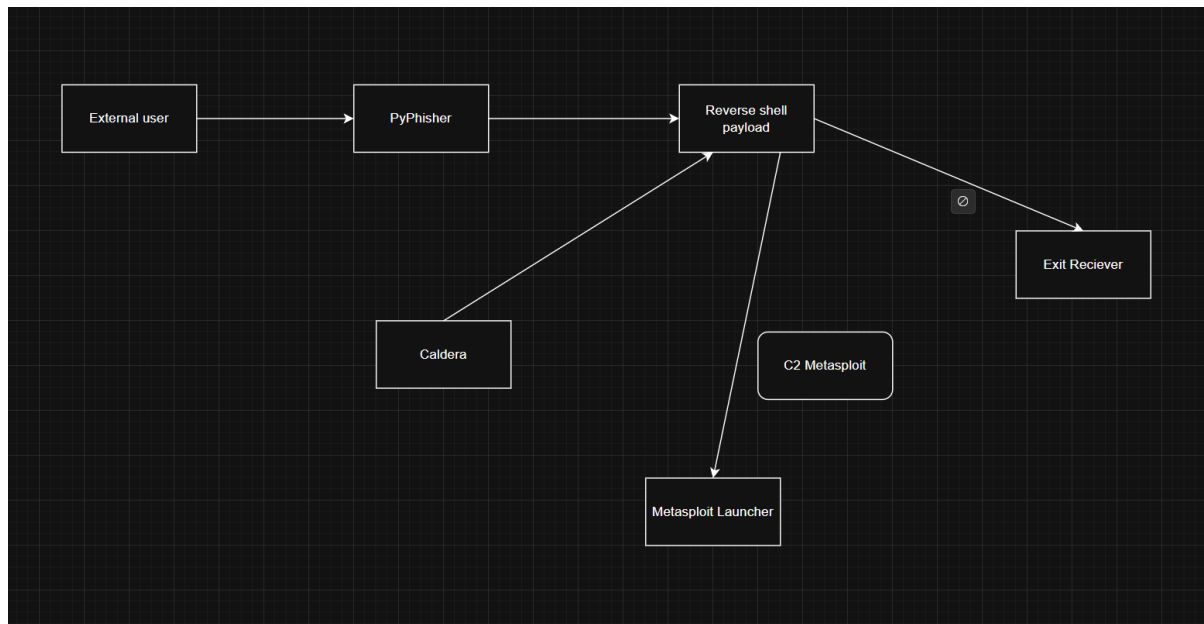 External user
PyPhisher
Reverse shell
payload
Exit Reciever
Caldera
C2 Metasploit
Metasploit Launcher